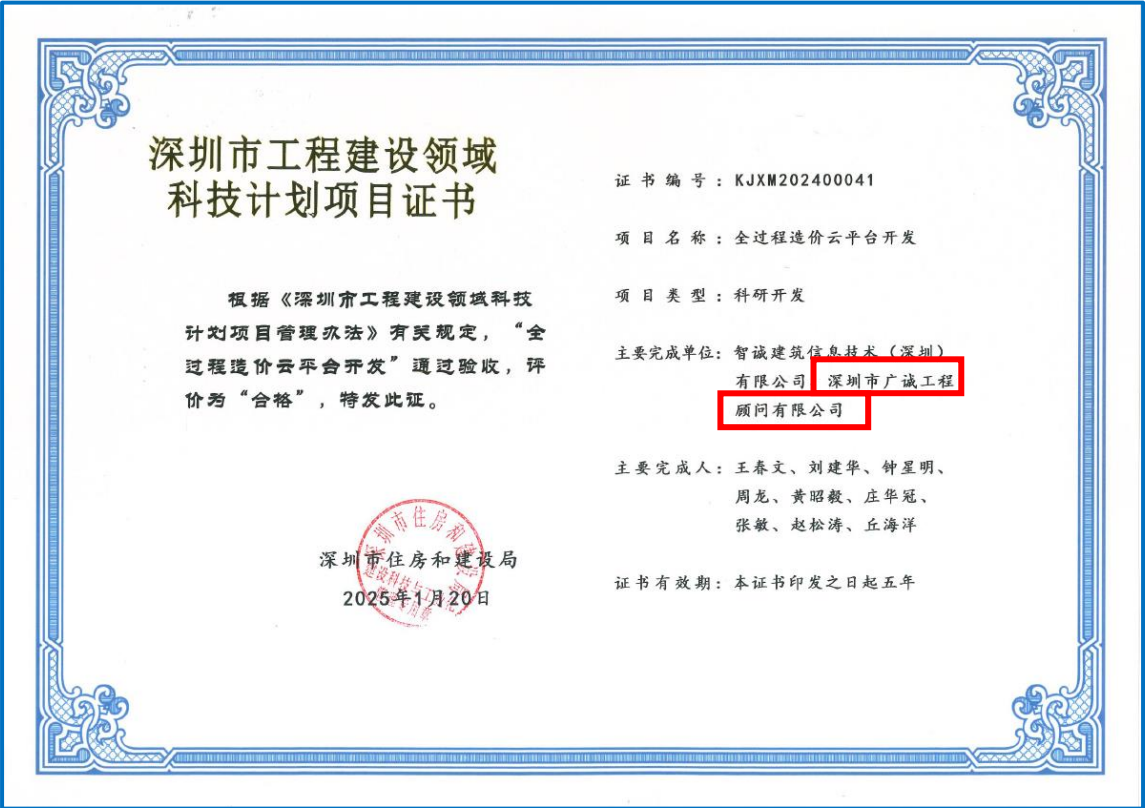 深圳市工程建设领域
科技计划项目证书
根据《深圳市工程建设领域科技
计划项目管理办法》有关规定，“全
过程造价云平台开发”通过验收，评
价为“合格”，特发此证。
深圳市住房和建设局
2025年1月20日
证书编号：KJXM202400041
项目名称：全过程造价云平台开发
项目类型：科研开发
主要完成单位：智诚建筑信息技术（深圳）
有限公司 深圳市广诚工程
顾问有限公司
主要完成人：王春文、刘建华、钟星明、
周龙、黄昭毅、庄华冠、
张敏、赵松涛、丘海洋
证书有效期：本证书印发之日起五年
深圳市住房和建设局